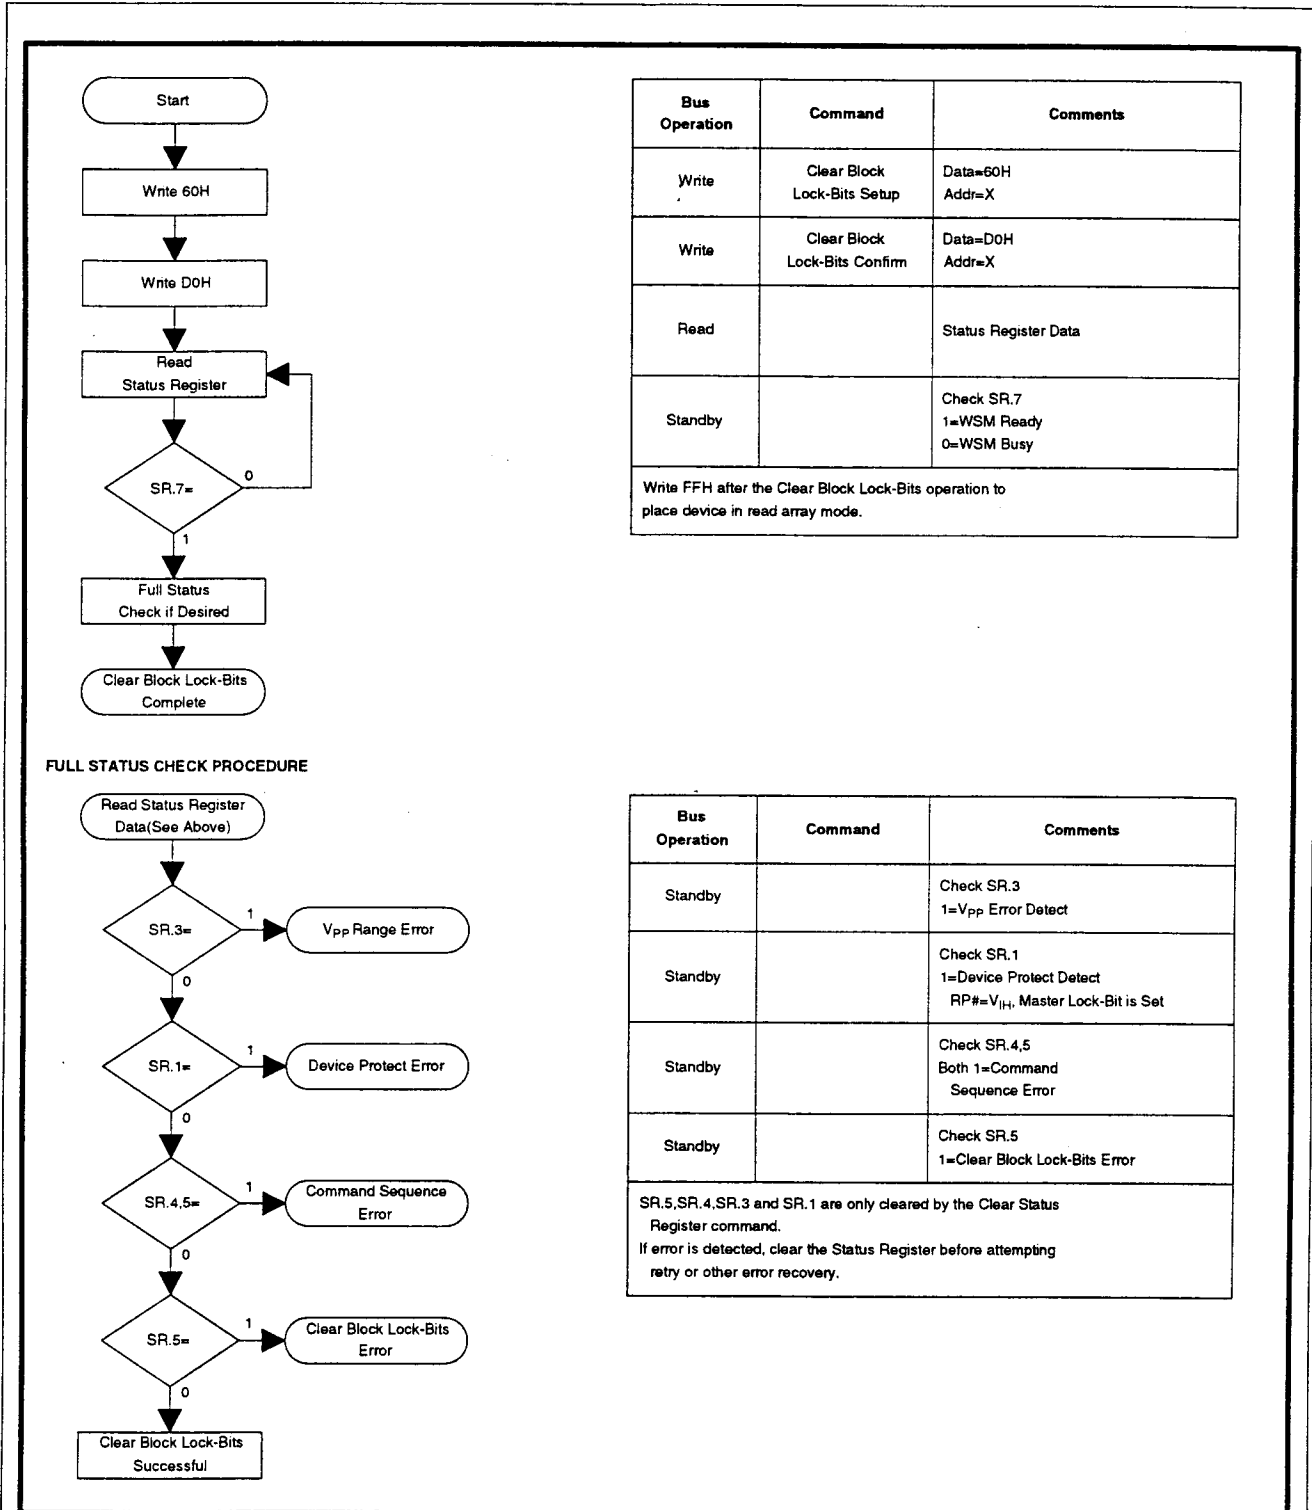 Start
Write 60H
Write D0H
Read
Status Register
SR.7=
0
1
Full Status
Check if Desired
Clear Block Lock-Bits
Complete
Bus
Operation
Command
Comments
Write
Clear Block
Lock-Bits Setup
Data=60H
Addr=X
Write
Clear Block
Lock-Bits Confirm
Data=D0H
Addr=X
Read
Status Register Data
Standby
Check SR.7
1=WSM Ready
0=WSM Busy
Write FFH after the Clear Block Lock-Bits operation to
place device in read array mode.
FULL STATUS CHECK PROCEDURE
Read Status Register
Data(See Above)
SR.3=
1
VPP Range Error
0
SR.1=
1
Device Protect Error
0
SR.4,5=
1
Command Sequence
Error
0
SR.5=
1
Clear Block Lock-Bits
Error
0
Clear Block Lock-Bits
Successful
Bus
Operation
Command
Comments
Standby
Check SR.3
1=VPP Error Detect
Standby
Check SR.1
1=Device Protect Detect
RP#=VIH, Master Lock-Bit is Set
Standby
Check SR.4,5
Both 1=Command
Sequence Error
Standby
Check SR.5
1=Clear Block Lock-Bits Error
SR.5,SR.4,SR.3 and SR.1 are only cleared by the Clear Status
Register command.
If error is detected, clear the Status Register before attempting
retry or other error recovery.